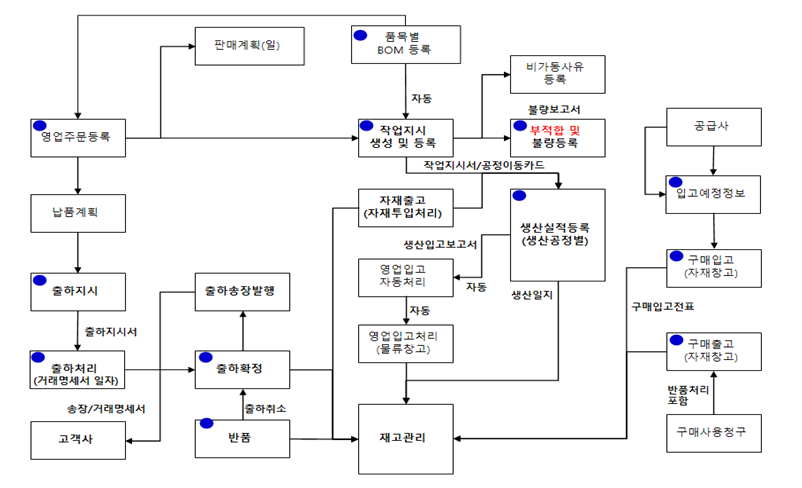 판매계획(일)
품목별
BOM 등록
비가동사유
등록
자동
불량보고서
영업주문등록
작업지시
생성 및 등록
부적합 및
불량등록
공급사
작업지시서/공정이동카드
납품계획
자재출고
(자재투입처리)
생산실적등록
(생산공정별)
입고예정정보
생산입고보고서
출하지시
출하송장발행
영업입고
자동처리
자동
생산일지
구매입고
(자재창고)
구매입고전표
자동
출하지시서
영업입고처리
(물류창고)
구매출고
(자재창고)
출하처리
(거래명세서 일자)
출하확정
반품처리
포함
송장/거래명세서
출하취소
고객사
반품
재고관리
구매사용청구